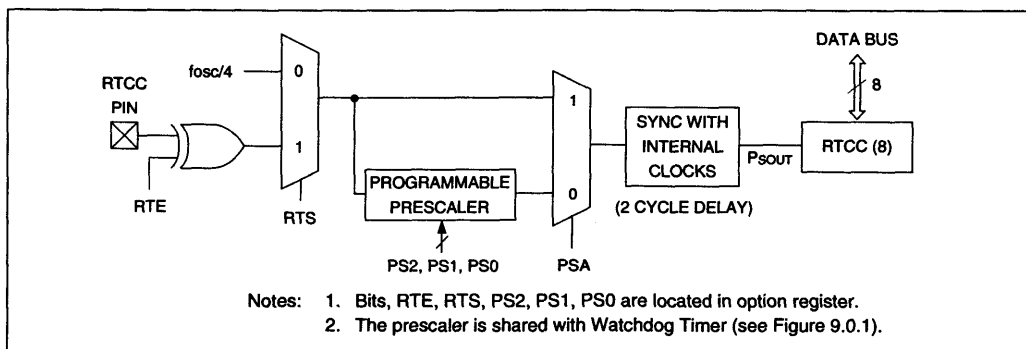 DATA BUS
8
RTCC
PIN
fosc/4
0
1
RTE
RTS
PROGRAMMABLE
PRESCALER
PS2, PS1, PS0
1
0
PSA
SYNC WITH
INTERNAL
CLOCKS
(2 CYCLE DELAY)
PSOUT
RTCC (8)
Notes: 1. Bits, RTE, RTS, PS2, PS1, PS0 are located in option register.
2. The prescaler is shared with Watchdog Timer (see Figure 9.0.1).